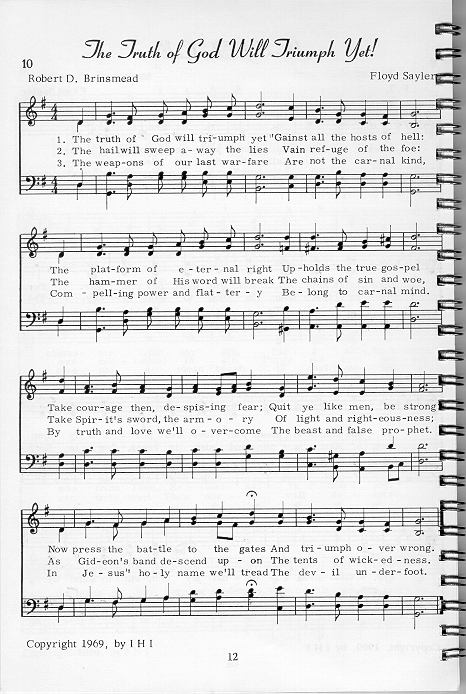 The Truth of God Will Triumph Yet!
10
Robert D. Brinsmead Floyd Sayler
1. The truth of God will tri-umph yet "Gainst all the hosts of hell:
2. The hail will sweep a-way the lies Vain ref-uge of the foe:
3. The weap-ons of our last war-fare Are not the car-nal kind,
The plat-form of e-ter-nal right Up-holds the true gos-pel
The ham-mer of His word will break The chains of sin and woe,
Com-pell-ing power and flat-ter-y Be-long to car-nal mind.
Take cour-age then, de-spis-ing fear; Quit ye like men, be strong
Take Spir-it's sword, the arm-o-ry Of light and right-eous-ness;
By truth and love we'll o-ver-come The beast and false pro-phet.
Now press the bat-tle to the gates And tri-umph o-ver wrong.
As Gid-eon's band de-scend up-on The tents of wick-ed-ness,
In Je-sus" ho-ly name we'll tread The dev-il un-der-foot.
Copyright 1969, by I H I
12